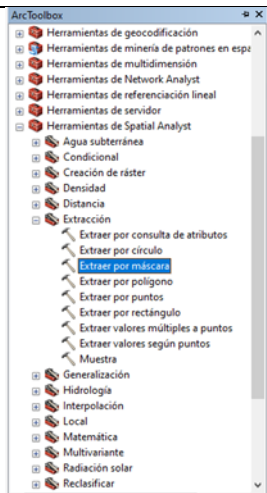 ArcToolbox
Herramientas de geocodificación
Herramientas de minería de patrones en espa
Herramientas de multidimensión
Herramientas de Network Analyst
Herramientas de referenciación lineal
Herramientas de servidor
Herramientas de Spatial Analyst
Agua subterránea
Condicional
Creación de ráster
Densidad
Distancia
Extracción
Extraer por consulta de atributos
Extraer por círculo
Extraer por máscara
Extraer por polígono
Extraer por puntos
Extraer por rectángulo
Extraer valores múltiples a puntos
Extraer valores según puntos
Muestra
Generalización
Hidrología
Interpolación
Local
Matemática
Multivariante
Radiación solar
Reclasificar